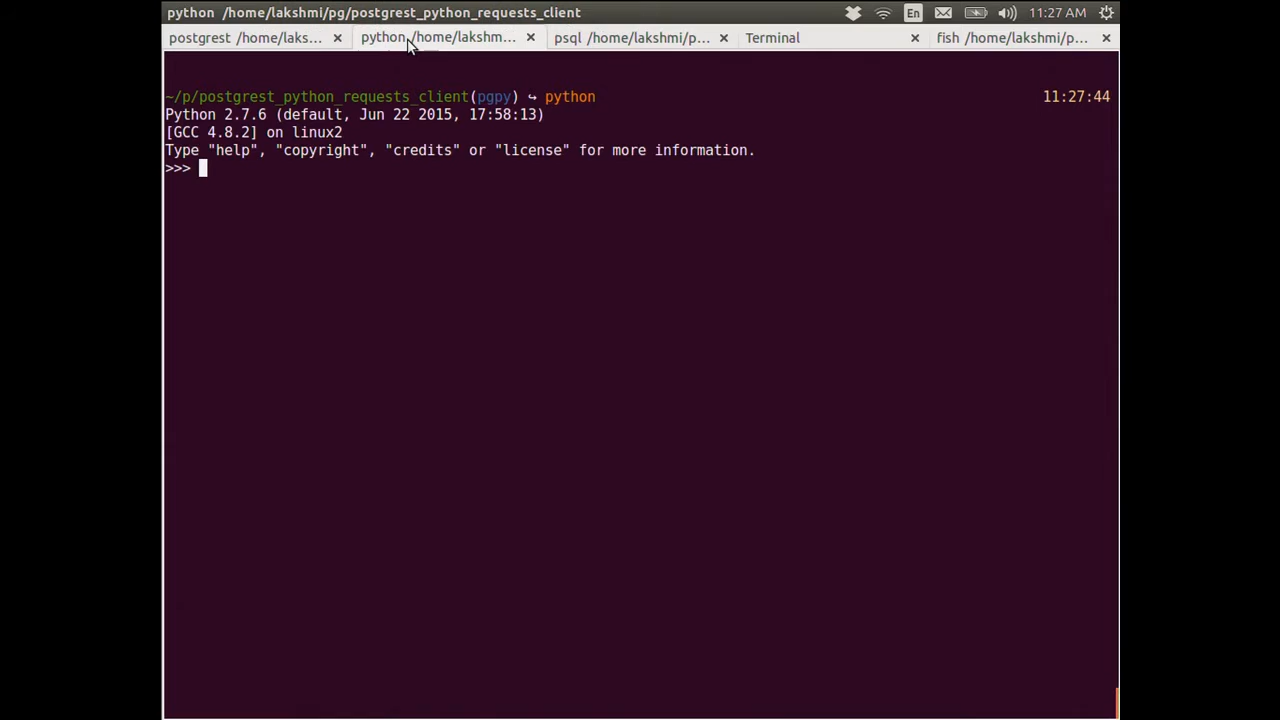 python /home/lakshmi/pg/postgrest_python_requests_client En 11:27 AM
postgrest /home/laks... × python /home/lakshm... × psql /home/lakshmi/p... × Terminal × fish /home/lakshmi/p... ×
~/p/postgrest_python_requests_client(pgpy) ↪ python 11:27:44
Python 2.7.6 (default, Jun 22 2015, 17:58:13)
[GCC 4.8.2] on linux2
Type "help", "copyright", "credits" or "license" for more information.
>>>